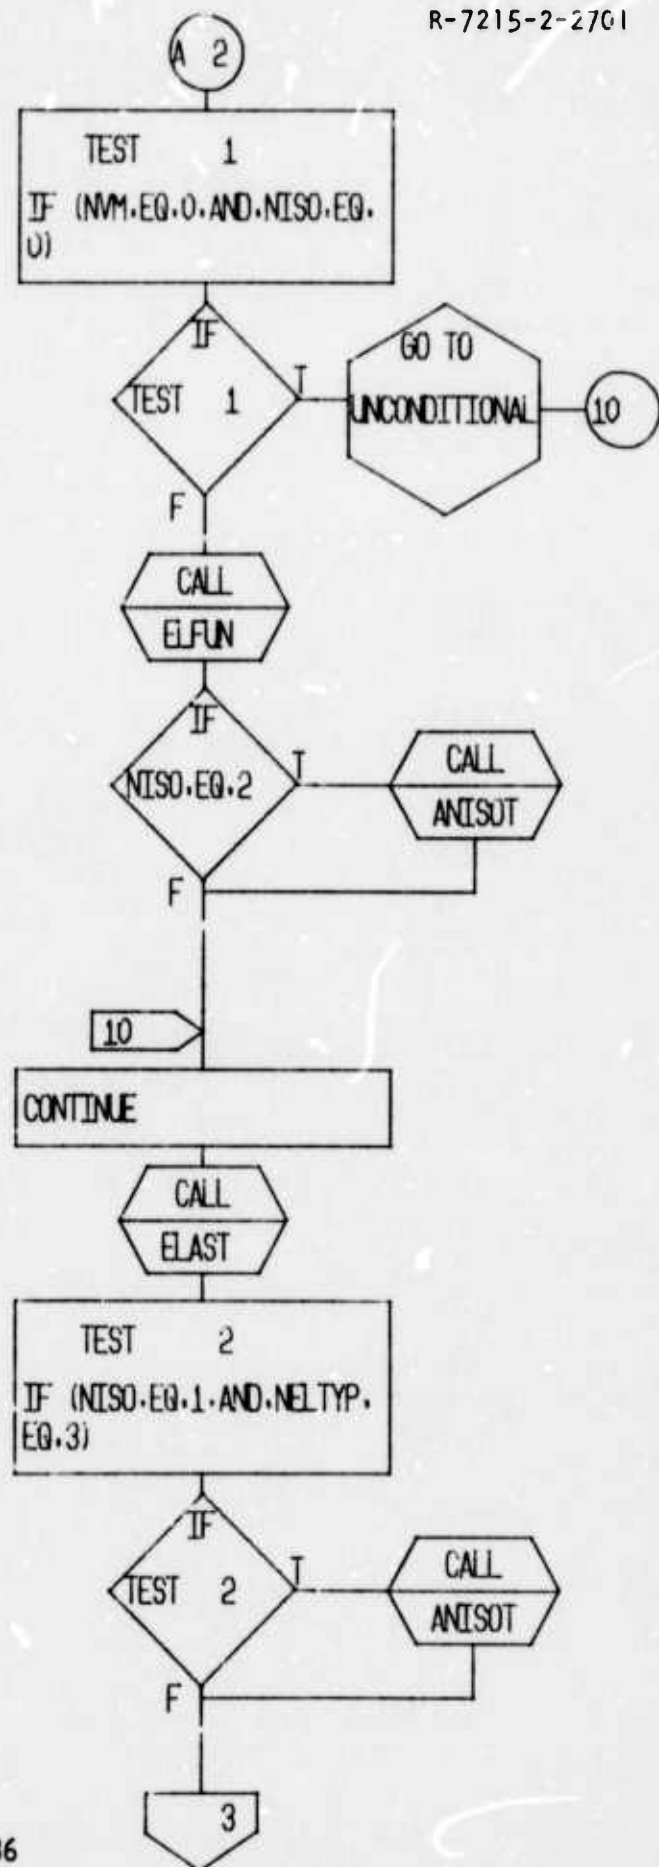 R-7215-2-2701
A 2
TEST 1
IF (NVM.EQ.0.AND.NISO.EQ.
0)
IF
TEST 1
T
GO TO
UNCONDITIONAL
10
F
CALL
ELFUN
IF
NISO.EQ.2
T
CALL
ANISOT
F
10
CONTINUE
CALL
ELAST
TEST 2
IF (NISO.EQ.1.AND.NELTYP.
EQ.3)
IF
TEST 2
T
CALL
ANISOT
F
3